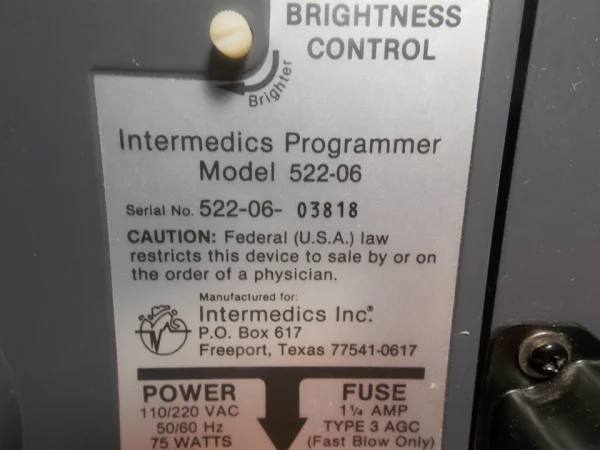 BRIGHTNESS
CONTROL
Brighter
Intermedics Programmer
Model 522-06
Serial No. 522-06- 03818
CAUTION: Federal (U.S.A.) law
restricts this device to sale by or on
the order of a physician.
Manufactured for:
Intermedics Inc.®
P.O. Box 617
Freeport, Texas 77541-0617
POWER
110/220 VAC
50/60 Hz
75 WATTS
FUSE
1¼ AMP
TYPE 3 AGC
(Fast Blow Only)